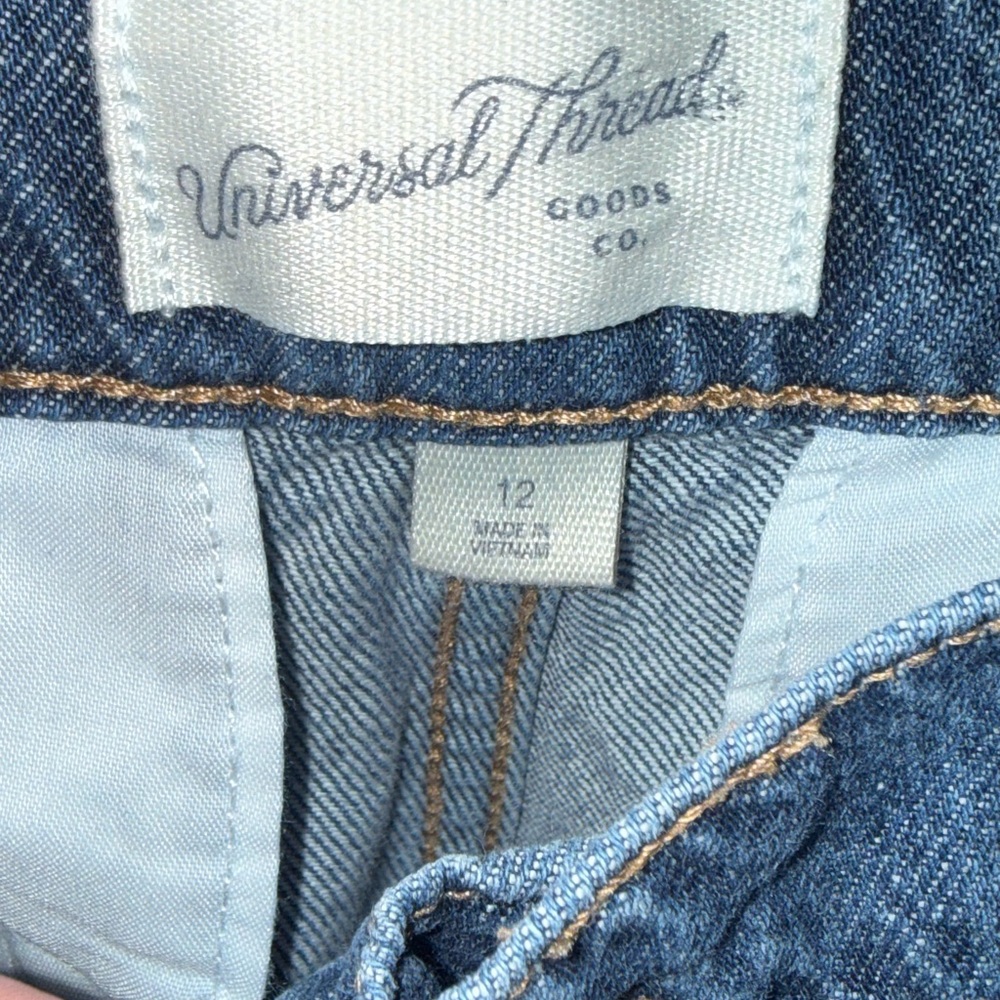 Universal Thread
GOODS
CO.
12
MADE IN
VIETNAM